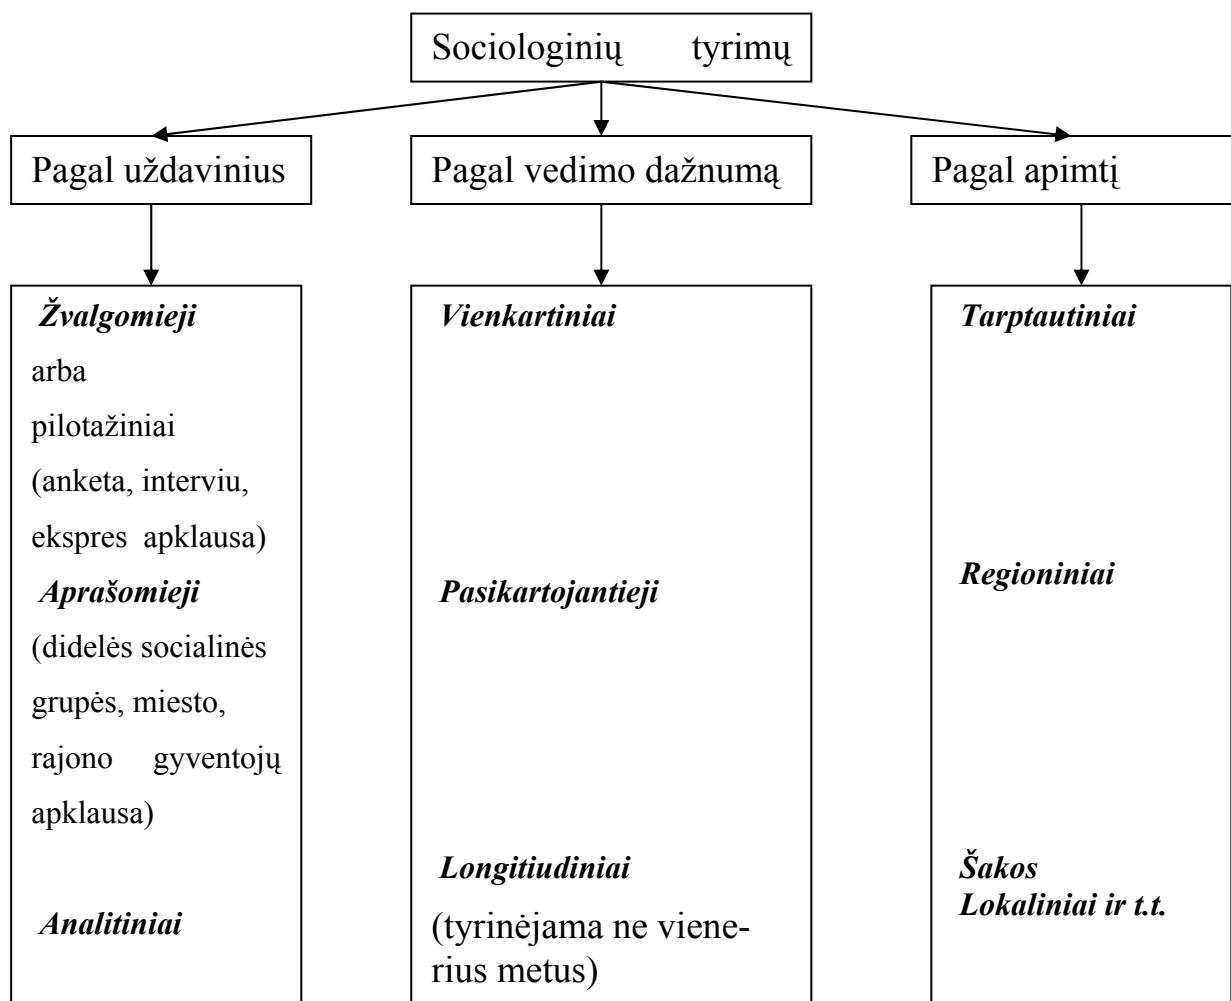 Sociologinių tyrimų
Pagal uždavinius
Pagal vedimo dažnumą
Pagal apimtį
Žvalgomieji
arba
pilotažiniai
(anketa, interviu,
ekspres apklausa)
Aprašomieji
(didelės socialinės
grupės, miesto,
rajono gyventojų
apklausa)
Analitiniai
Vienkartiniai
Pasikartojantieji
Longitiudiniai
(tyrinėjama ne viene-
rius metus)
Tarptautiniai
Regioniniai
Šakos
Lokaliniai ir t.t.